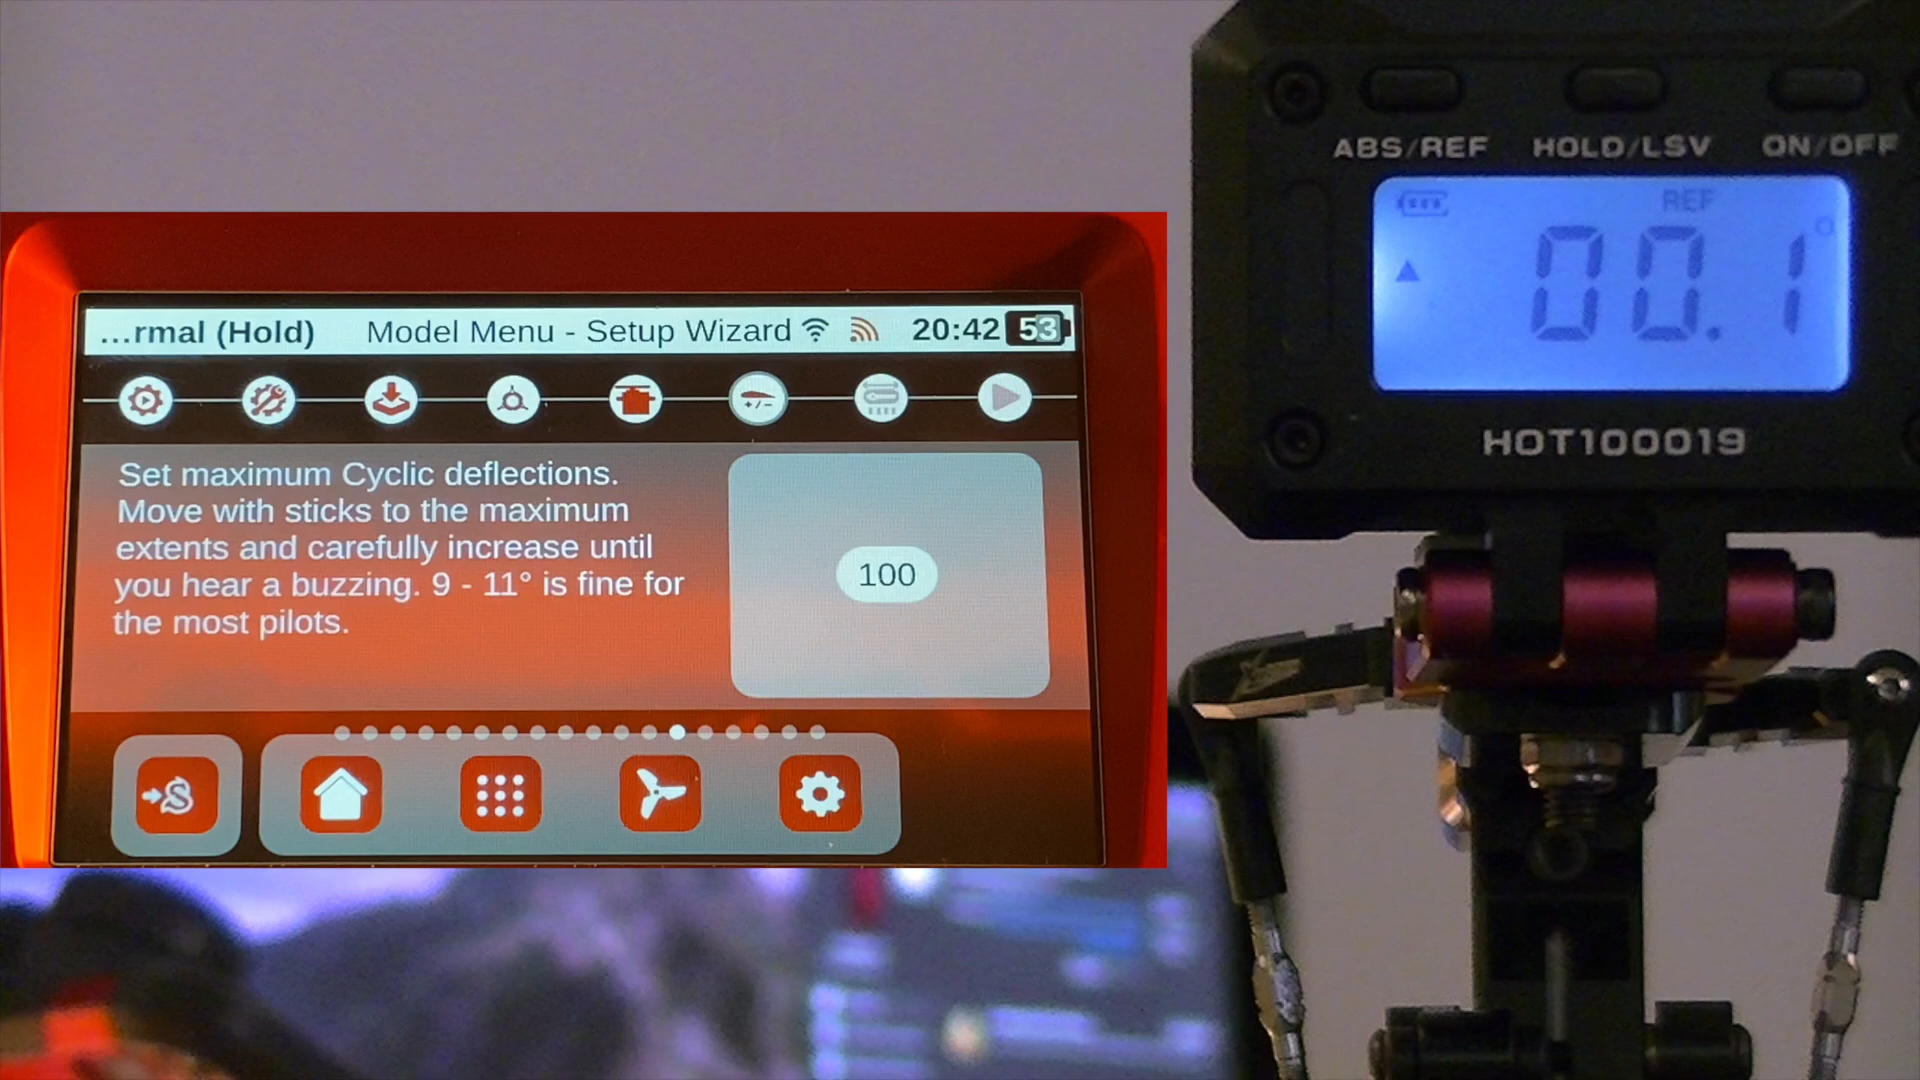 ABS/REF HOLD/LSV ON/OFF
REF
00.1°
HOT100019
...rmal (Hold) Model Menu - Setup Wizard 20:42 53
+/-
Set maximum Cyclic deflections.
Move with sticks to the maximum
extents and carefully increase until
you hear a buzzing. 9 - 11° is fine for
the most pilots.
100